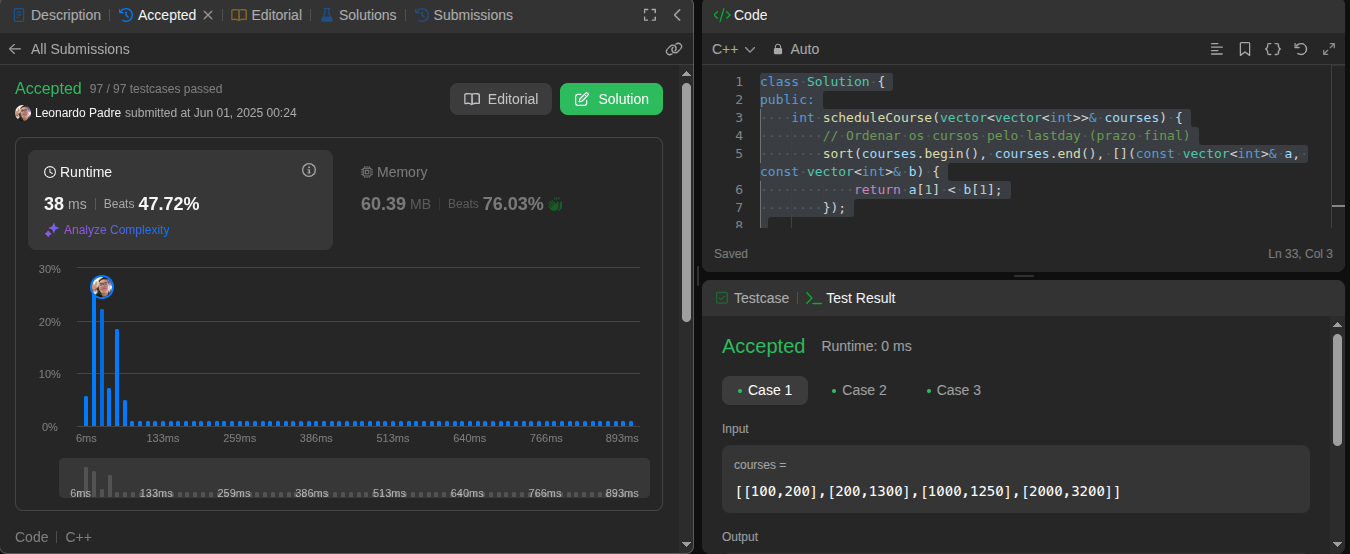 Description
Accepted
Editorial
Solutions
Submissions
All Submissions
Accepted 97 / 97 testcases passed
Leonardo Padre submitted at Jun 01, 2025 00:24
Editorial
Solution
Runtime
38 ms Beats 47.72%
Analyze Complexity
Memory
60.39 MB Beats 76.03%
30%
20%
10%
0%
6ms 133ms 259ms 386ms 513ms 640ms 766ms 893ms
6ms 133ms 259ms 386ms 513ms 640ms 766ms 893ms
Code C++
</> Code
C++ Auto
1 class Solution {
2 public:
3 int scheduleCourse(vector<vector<int>>& courses) {
4 // Ordenar os cursos pelo lastday (prazo final)
5 sort(courses.begin(), courses.end(), [](const vector<int>& a,
const vector<int>& b) {
6 return a[1] < b[1];
7 });
8
Saved
Ln 33, Col 3
Testcase
Test Result
Accepted Runtime: 0 ms
Case 1
Case 2
Case 3
Input
courses =
[[100,200],[200,1300],[1000,1250],[2000,3200]]
Output